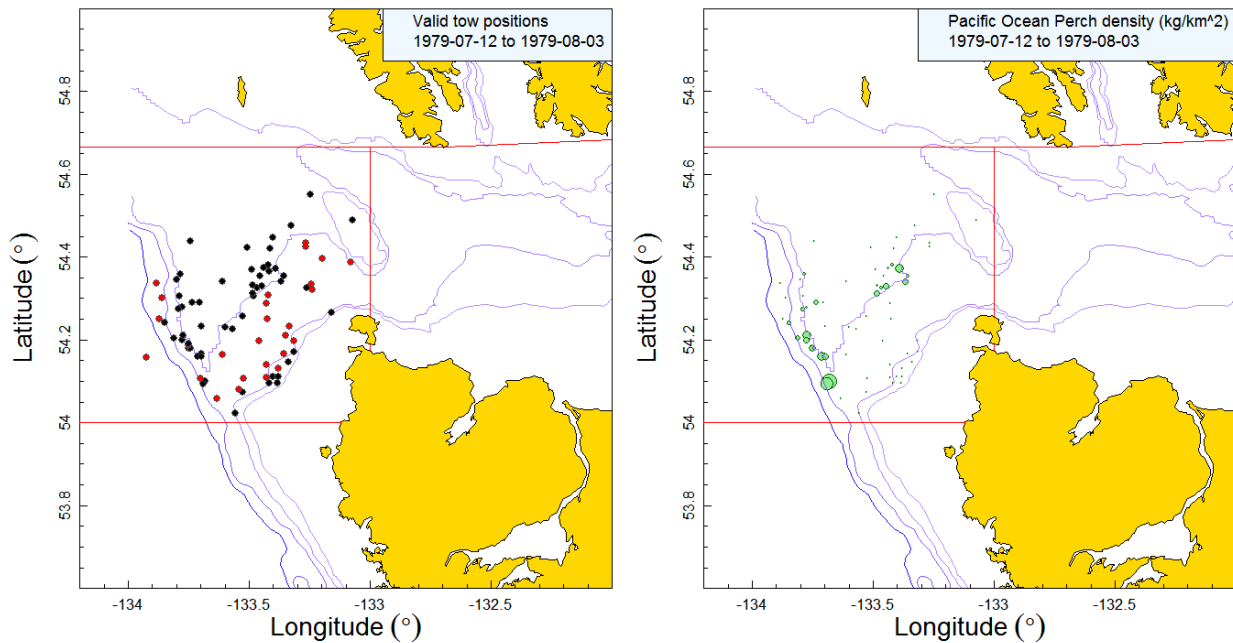 Valid tow positions
1979-07-12 to 1979-08-03
54.8
54.6
54.4
54.2
54
53.8
Latitude (°)
-134
-133.5
-133
-132.5
Longitude (°)
Pacific Ocean Perch density (kg/km^2)
1979-07-12 to 1979-08-03
54.8
54.6
54.4
54.2
54
53.8
Latitude (°)
-134
-133.5
-133
-132.5
Longitude (°)